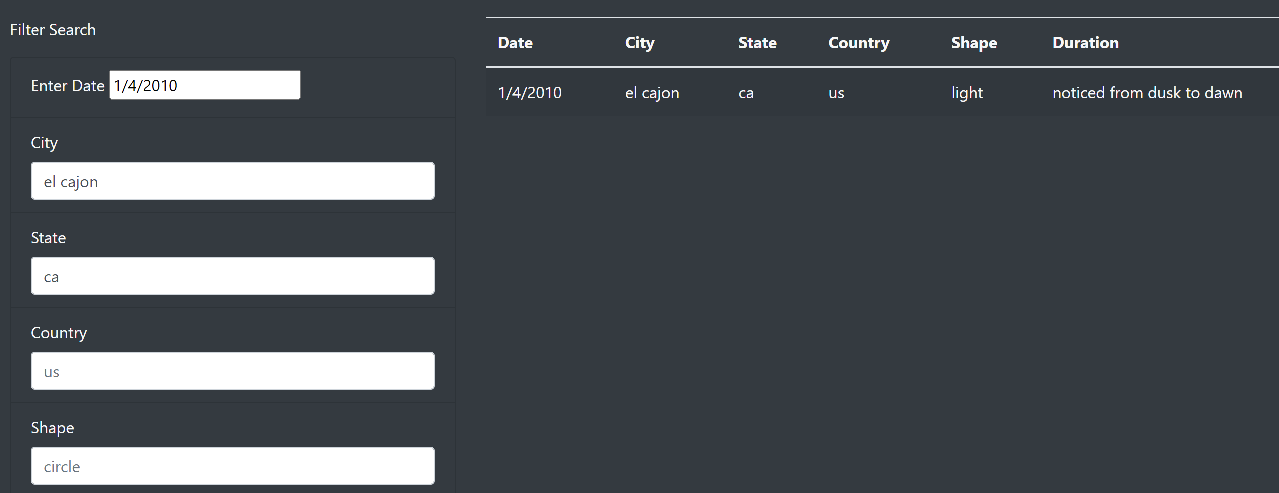 Filter Search
Enter Date 1/4/2010
City
el cajon
State
ca
Country
us
Shape
circle
Date City State Country Shape Duration
1/4/2010 el cajon ca us light noticed from dusk to dawn